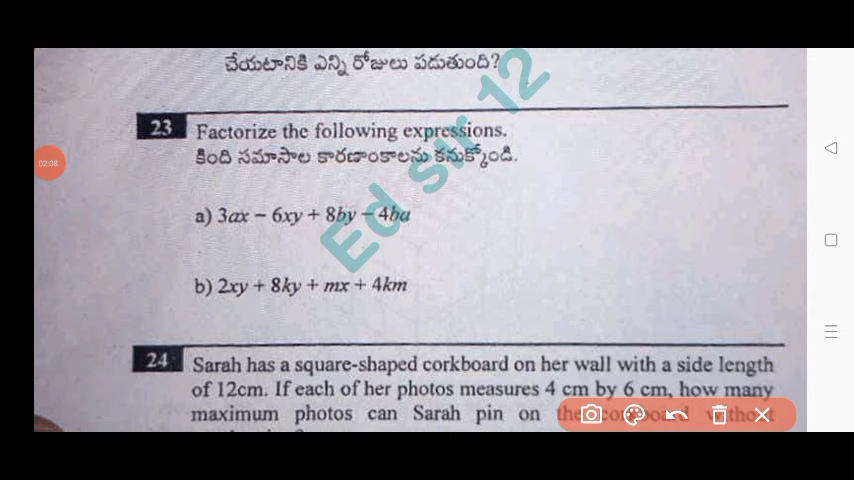 చేయటానికి ఎన్ని రోజులు పడుతుంది?
23 Factorize the following expressions.
కింది సమాసాల కారణాంకాలను కనుక్కోండి.
a) 3ax − 6xy + 8by − 4ba
b) 2xy + 8ky + mx + 4km
24 Sarah has a square-shaped corkboard on her wall with a side length
of 12cm. If each of her photos measures 4 cm by 6 cm, how many
maximum photos can Sarah pin on the corkboard without
Ed str 12
02:08